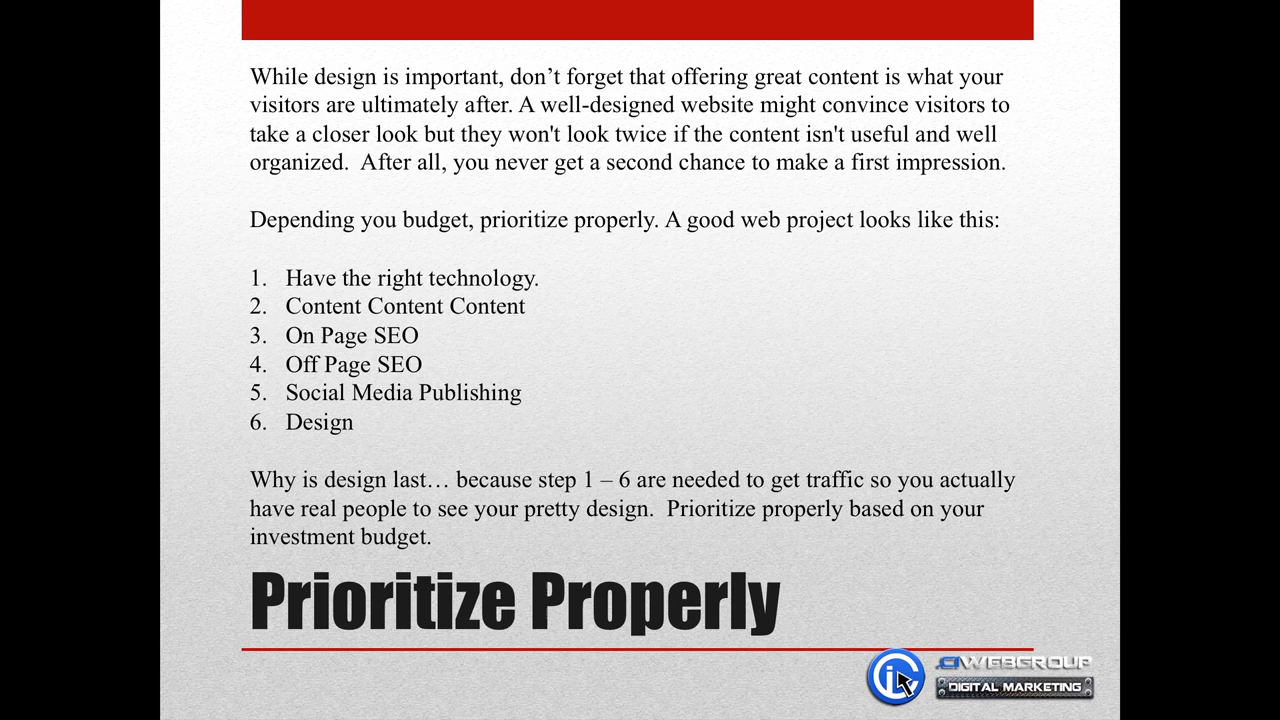 While design is important, don’t forget that offering great content is what your
visitors are ultimately after. A well-designed website might convince visitors to
take a closer look but they won't look twice if the content isn't useful and well
organized.  After all, you never get a second chance to make a first impression.
Depending you budget, prioritize properly. A good web project looks like this:
1. Have the right technology.
2. Content Content Content
3. On Page SEO
4. Off Page SEO
5. Social Media Publishing
6. Design
Why is design last… because step 1 – 6 are needed to get traffic so you actually
have real people to see your pretty design.  Prioritize properly based on your
investment budget.
Prioritize Properly
CIWEBGROUP
DIGITAL MARKETING